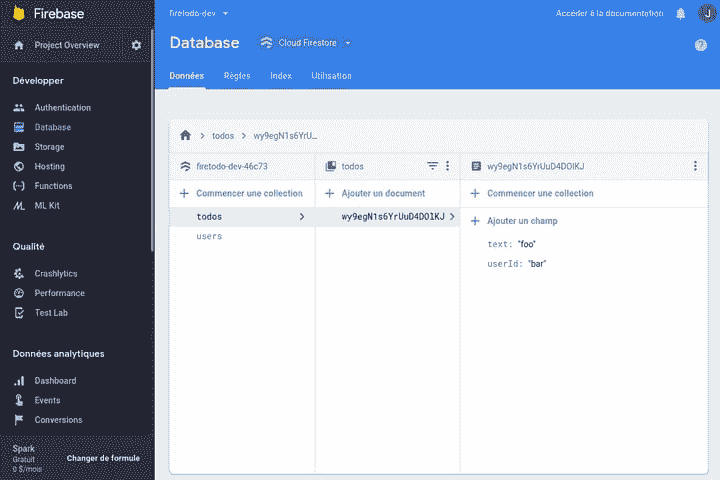 Firebase
Project Overview
Développer
Authentication
Database
Storage
Hosting
Functions
ML Kit
Qualité
Crashlytics
Performance
Test Lab
Données analytiques
Dashboard
Events
Conversions
Spark
Gratuit
0 $/mois
Changer de formule
firetodo-dev
Accéder à la documentation
J
Database
Cloud Firestore
Données
Règles
Index
Utilisation
todos
wy9egN1s6YrU...
firetodo-dev-46c73
todos
wy9egN1s6YrUuD4DOlKJ
Commencer une collection
Ajouter un document
Commencer une collection
todos
wy9egN1s6YrUuD4DOlKJ
Ajouter un champ
users
text: "foo"
userId: "bar"